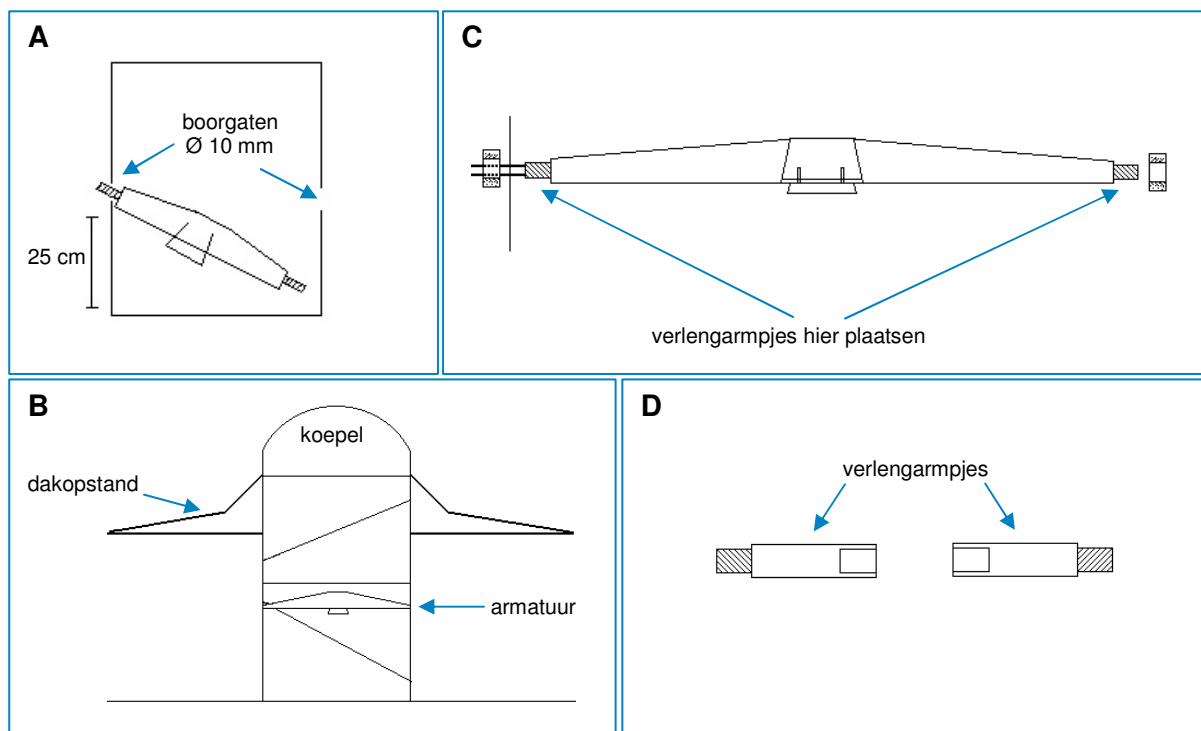 A
boorgaten
Ø 10 mm
25 cm
C
verlengarmpjes hier plaatsen
B
koepel
dakopstand
armatuur
D
verlengarmpjes